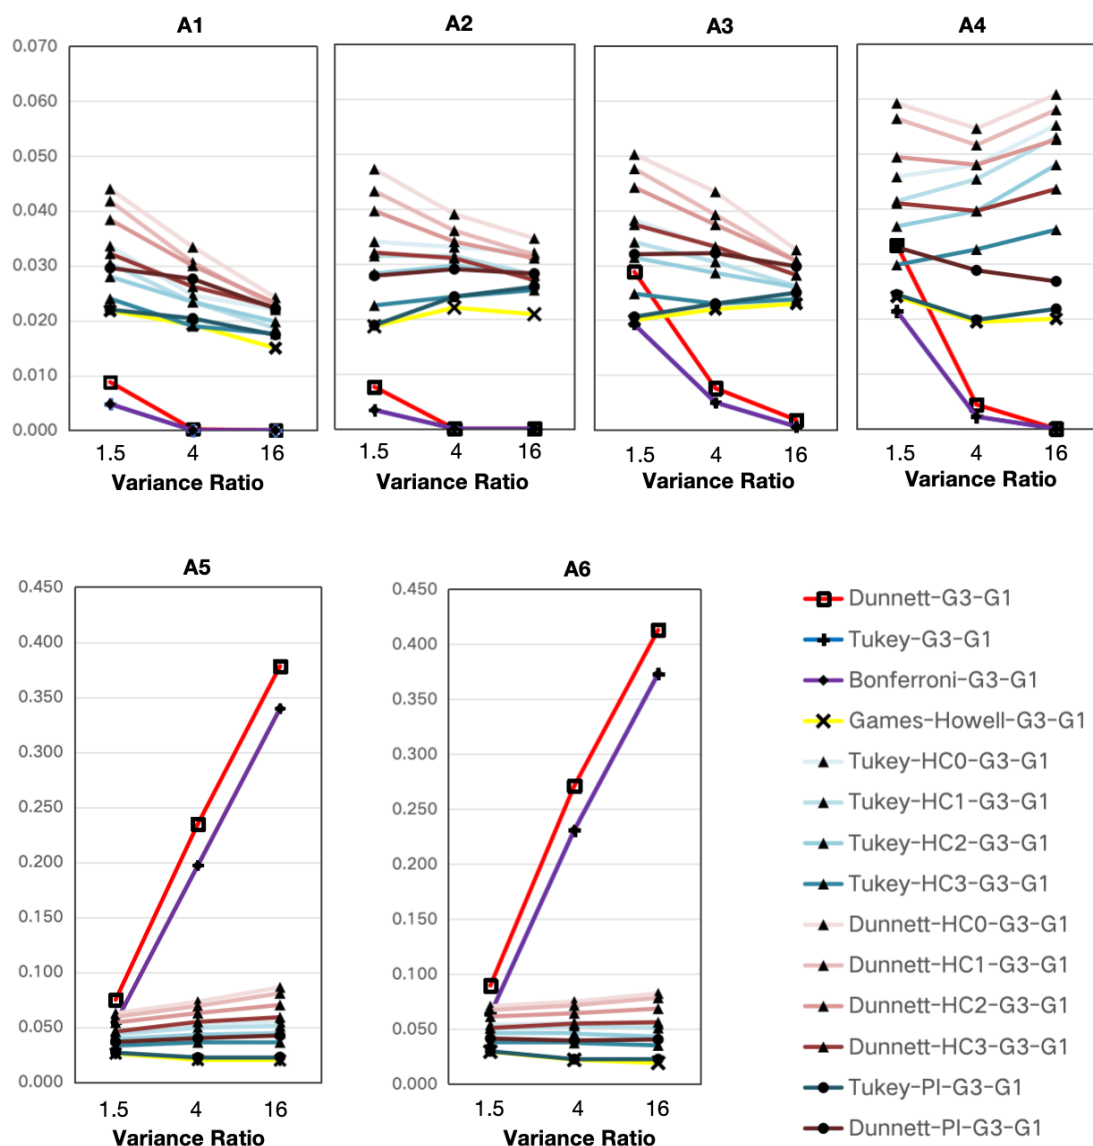 A1 A2 A3 A4
0.070
0.060
0.050
0.040
0.030
0.020
0.010
0.000
1.5 4 16 1.5 4 16 1.5 4 16 1.5 4 16
Variance Ratio Variance Ratio Variance Ratio Variance Ratio
A5
0.450
0.400
0.350
0.300
0.250
0.200
0.150
0.100
0.050
0.000
1.5 4 16
Variance Ratio
A6
0.450
0.400
0.350
0.300
0.250
0.200
0.150
0.100
0.050
0.000
1.5 4 16
Variance Ratio
Dunnett-G3-G1
Tukey-G3-G1
Bonferroni-G3-G1
Games-Howell-G3-G1
Tukey-HC0-G3-G1
Tukey-HC1-G3-G1
Tukey-HC2-G3-G1
Tukey-HC3-G3-G1
Dunnett-HC0-G3-G1
Dunnett-HC1-G3-G1
Dunnett-HC2-G3-G1
Dunnett-HC3-G3-G1
Tukey-PI-G3-G1
Dunnett-PI-G3-G1